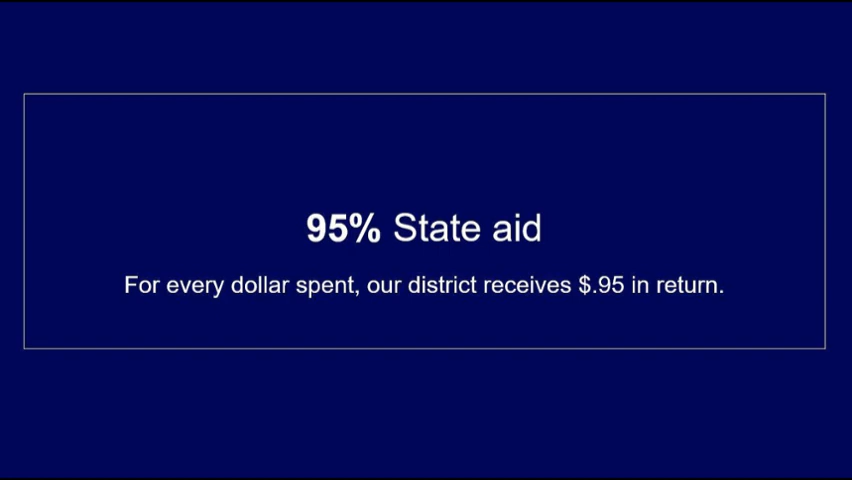 95% State aid
For every dollar spent, our district receives $.95 in return.